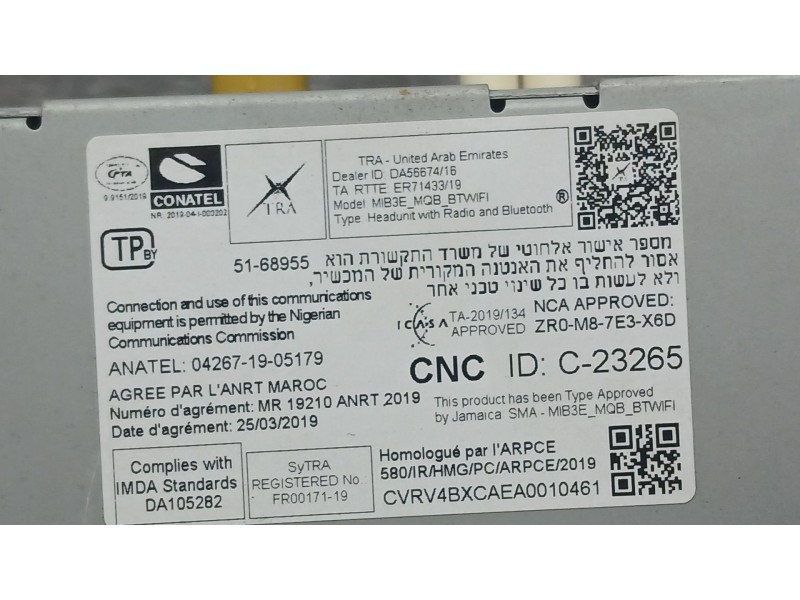 CPTA
9.9151/2019
CONATEL
NR.: 2019-04-I-000202
TRA
TRA - United Arab Emirates
Dealer ID: DA56674/16
TA RTTE: ER71433/19
Model: MIB3E_MQB_BTWIFI
Type: Headunit with Radio and Bluetooth ®
TP BY
51-68955
מספר אישור אלחוטי של משרד התקשורת הוא
אסור להחליף את האנטנה המקורית של המכשיר,
ולא לעשות בו כל שינוי טכני אחר
Connection and use of this communications
equipment is permitted by the Nigerian
Communications Commission
ICASA
TA-2019/134
APPROVED
NCA APPROVED:
ZR0-M8-7E3-X6D
ANATEL: 04267-19-05179
CNC ID: C-23265
AGREE PAR L'ANRT MAROC
Numéro d'agrément: MR 19210 ANRT 2019
Date d'agrément: 25/03/2019
This product has been Type Approved
by Jamaica SMA - MIB3E_MQB_BTWIFI
Complies with
IMDA Standards
DA105282
SyTRA
REGISTERED No.
FR00171-19
Homologué par l'ARPCE
580/IR/HMG/PC/ARPCE/2019
CVRV4BXCAEA0010461